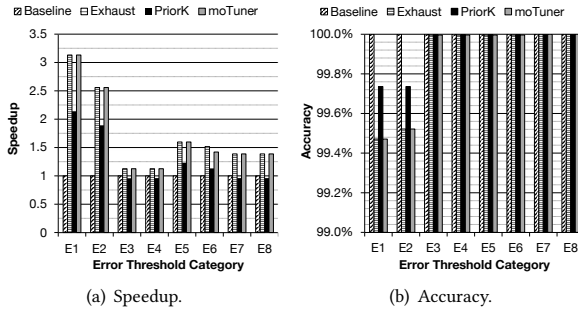 Baseline Exhaust PriorK moTuner
3.5
3
2.5
2
1.5
1
0.5
0
Speedup
E1 E2 E3 E4 E5 E6 E7 E8
Error Threshold Category
(a) Speedup.
Baseline Exhaust PriorK moTuner
100.0%
99.8%
99.6%
99.4%
99.2%
99.0%
Accuracy
E1 E2 E3 E4 E5 E6 E7 E8
Error Threshold Category
(b) Accuracy.